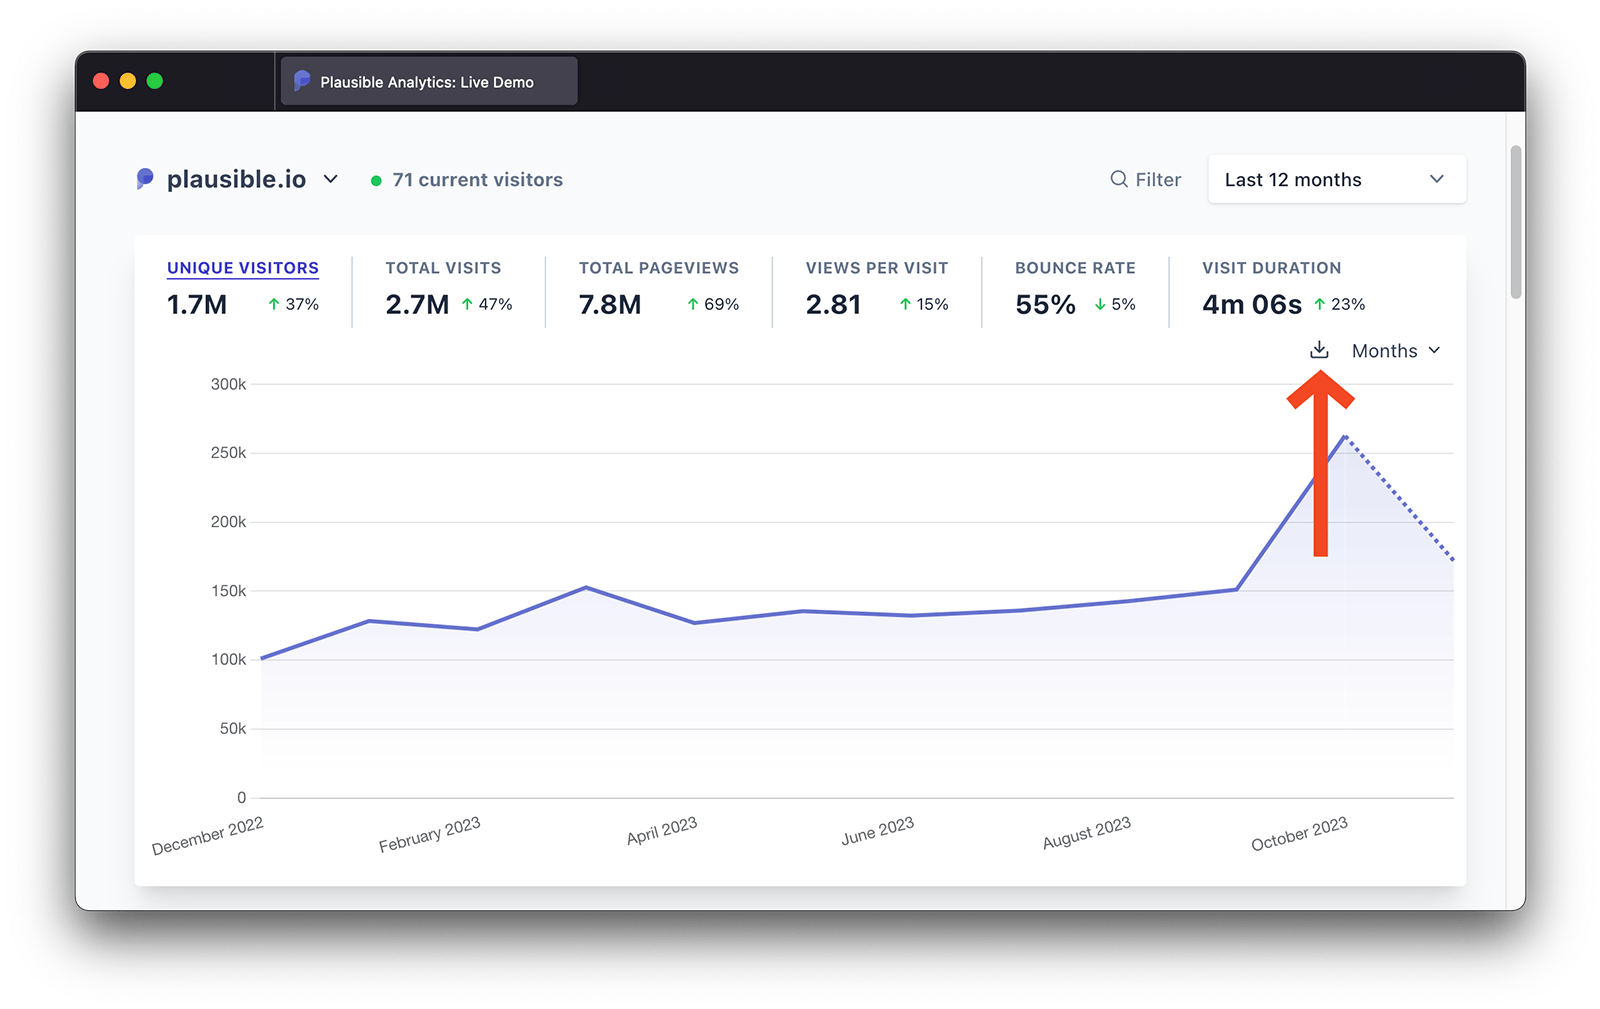 Plausible Analytics: Live Demo
plausible.io
71 current visitors
Filter
Last 12 months
UNIQUE VISITORS
1.7M 37%
TOTAL VISITS
2.7M 47%
TOTAL PAGEVIEWS
7.8M 69%
VIEWS PER VISIT
2.81 15%
BOUNCE RATE
55% 5%
VISIT DURATION
4m 06s 23%
Months
300k
250k
200k
150k
100k
50k
0
December 2022
February 2023
April 2023
June 2023
August 2023
October 2023